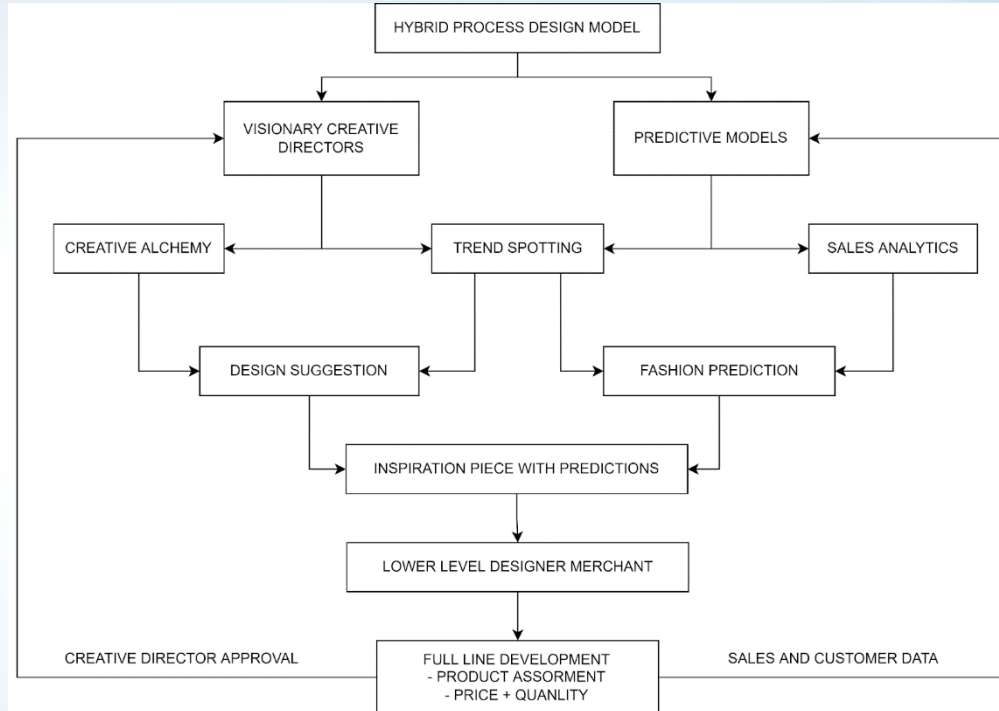 HYBRID PROCESS DESIGN MODEL
VISIONARY CREATIVE
DIRECTORS
PREDICTIVE MODELS
CREATIVE ALCHEMY
TREND SPOTTING
SALES ANALYTICS
DESIGN SUGGESTION
FASHION PREDICTION
INSPIRATION PIECE WITH PREDICTIONS
LOWER LEVEL DESIGNER MERCHANT
CREATIVE DIRECTOR APPROVAL
FULL LINE DEVELOPMENT
- PRODUCT ASSORTMENT
- PRICE + QUANLITY
SALES AND CUSTOMER DATA